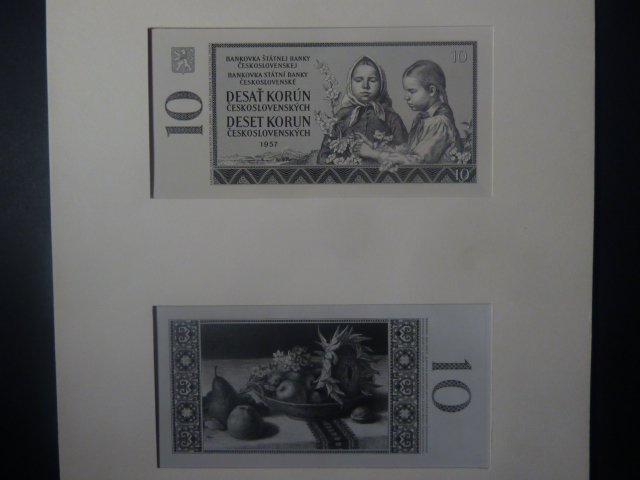 BANKOVKA ŠTÁTNEJ BANKY
ČESKOSLOVENSKEJ
BANKOVKA STÁTNÍ BANKY
ČESKOSLOVENSKÉ
DESAŤ KORÚN
ČESKOSLOVENSKÝCH
DESET KORUN
ČESKOSLOVENSKÝCH
1957
10
10
10
10